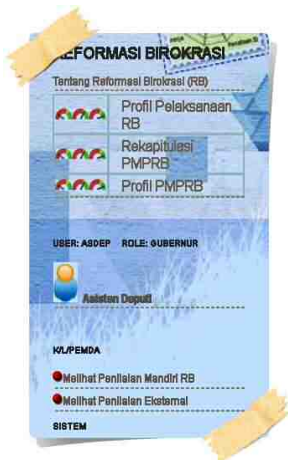 REFORMASI BIROKRASI
Tentang Reformasi Birokrasi (RB)
Profil Pelaksanaan
RB
Rekapitulasi
PMPRB
Profil PMPRB
USER: ASDEP ROLE: GUBERNUR
Asisten Deputi
K/L/PEMDA
Melihat Penilaian Mandiri RB
Melihat Penilaian Eksternal
SISTEM